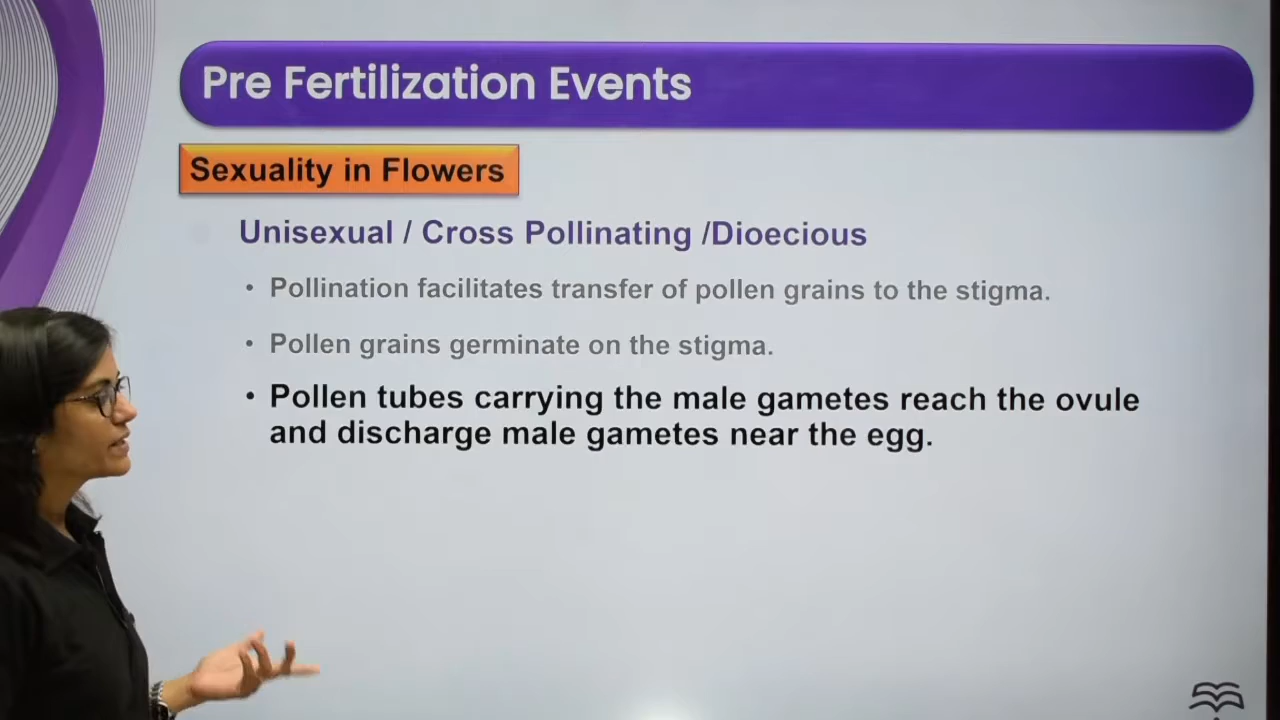 Pre Fertilization Events
Sexuality in Flowers
Unisexual / Cross Pollinating /Dioecious
• Pollination facilitates transfer of pollen grains to the stigma.
• Pollen grains germinate on the stigma.
• Pollen tubes carrying the male gametes reach the ovule
and discharge male gametes near the egg.